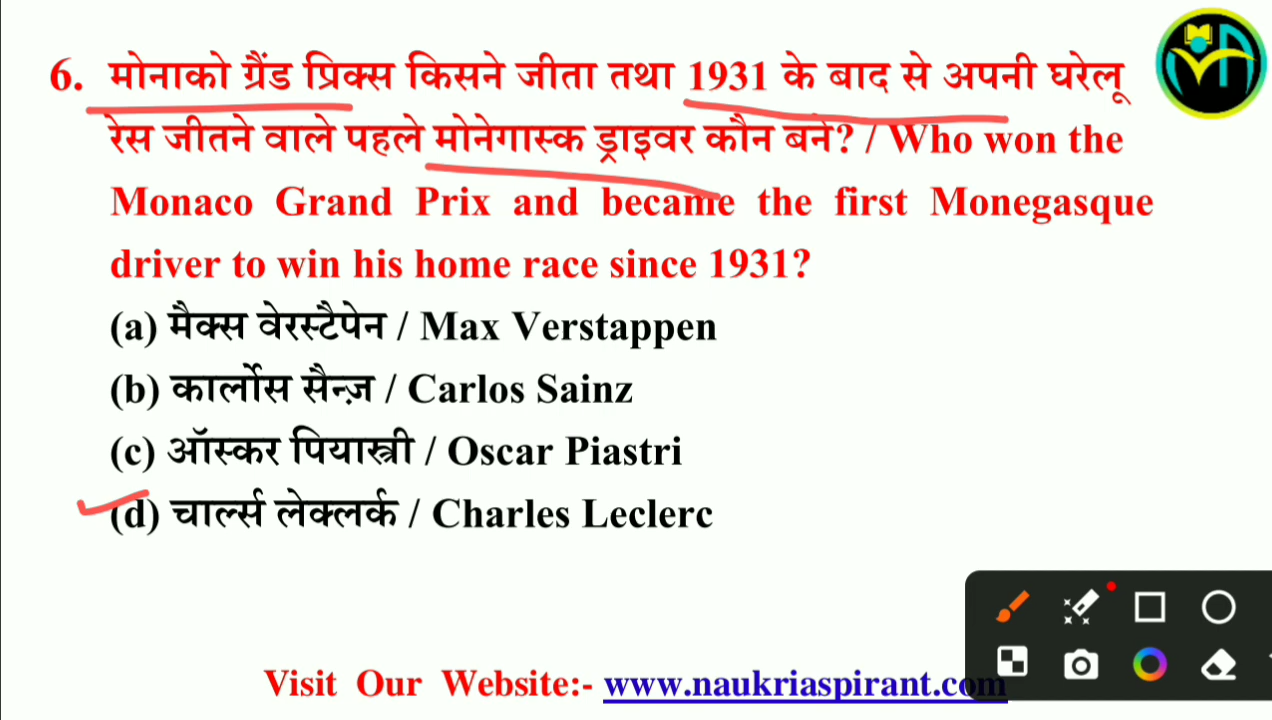 6. मोनाको ग्रैंड प्रिक्स किसने जीता तथा 1931 के बाद से अपनी घरेलू
रेस जीतने वाले पहले मोनेगास्क ड्राइवर कौन बने? / Who won the
Monaco Grand Prix and became the first Monegasque
driver to win his home race since 1931?
(a) मैक्स वेरस्टैपेन / Max Verstappen
(b) कार्लोस सैन्ज़ / Carlos Sainz
(c) ऑस्कर पियास्त्री / Oscar Piastri
(d) चार्ल्स लेक्लर्क / Charles Leclerc
Visit Our Website:- www.naukriaspirant.com